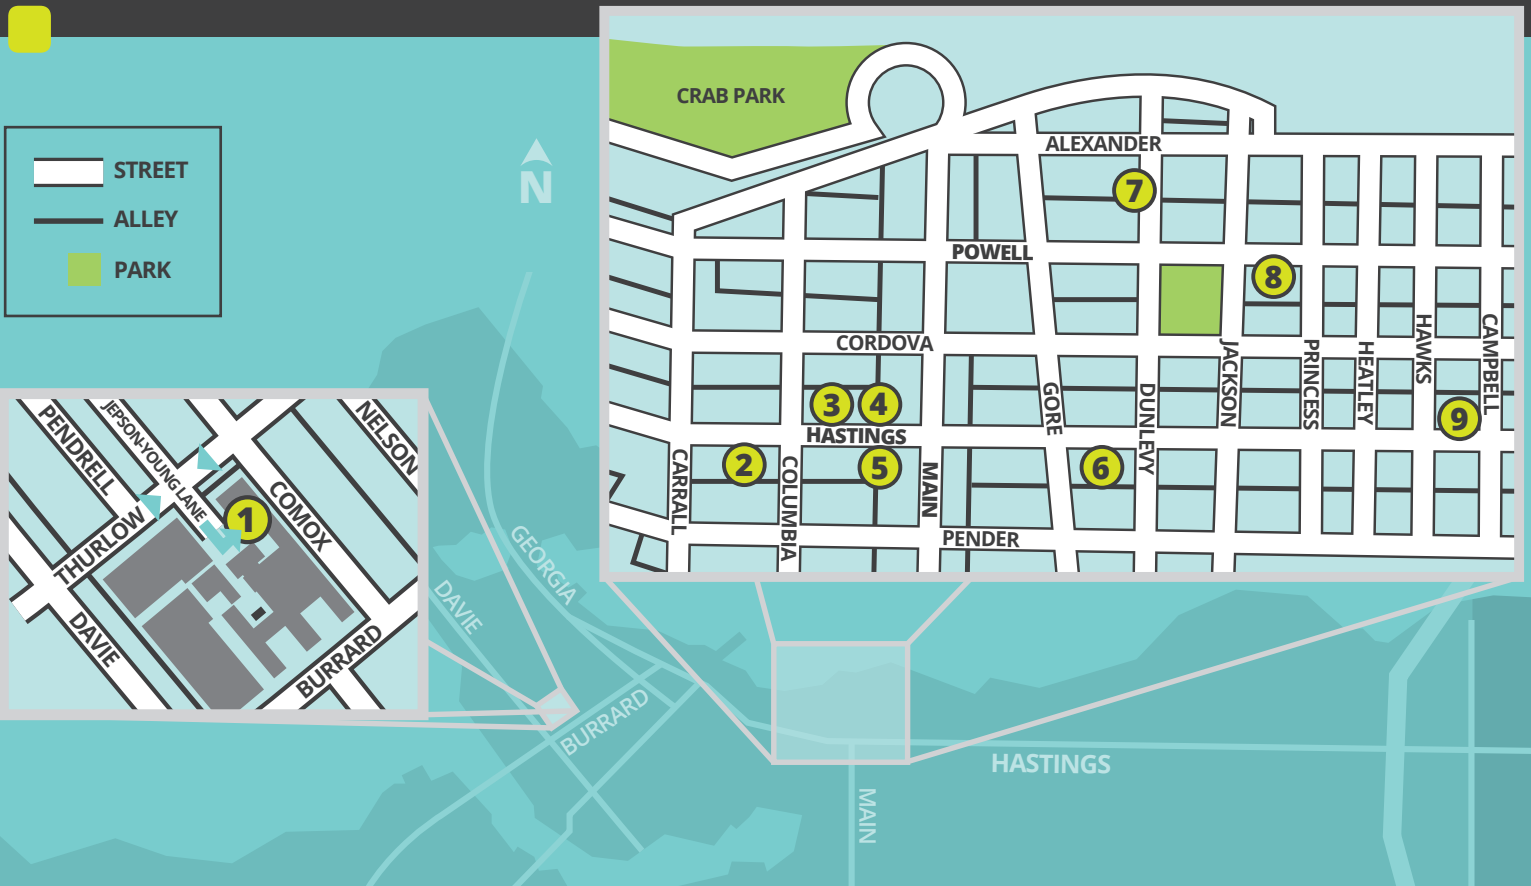 STREET
ALLEY
PARK
N
CRAB PARK
ALEXANDER
7
POWELL
8
CORDOVA
3
4
HASTINGS
2
5
6
9
CARRALL
COLUMBIA
MAIN
GORE
DUNLEVY
JACKSON
PRINCESS
HEATLEY
HAWKS
CAMPBELL
PENDER
PENDRELL
JEPSON-YOUNG LANE
NELSON
THURLOW
1
COMOX
DAVIE
BURRARD
GEORGIA
DAVIE
BURRARD
HASTINGS
MAIN